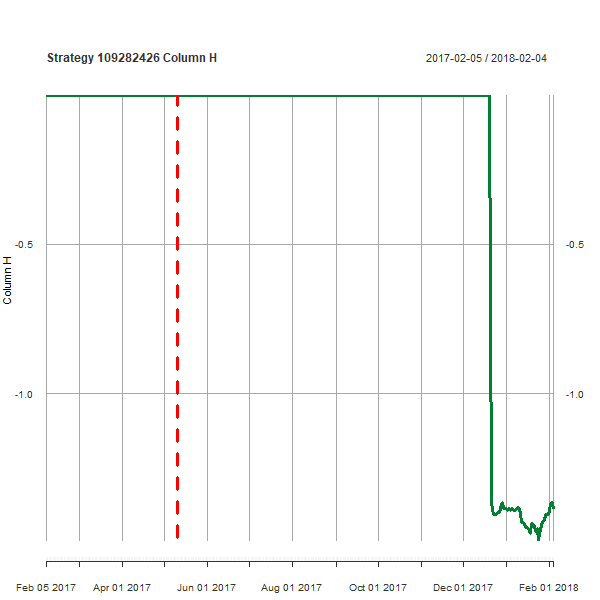 Strategy 109282426 Column H
2017-02-05 / 2018-02-04
-0.5
-0.5
Column H
-1.0
-1.0
Feb 05 2017
Apr 01 2017
Jun 01 2017
Aug 01 2017
Oct 01 2017
Dec 01 2017
Feb 01 2018